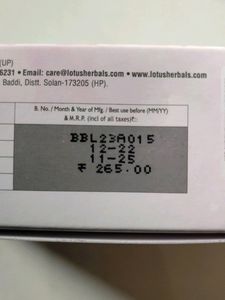 (UP)
6231 • Email: care@lotusherbals.com • www.lotusherbals.com
Baddi, Distt. Solan-173205 (HP).
B. No. / Month & Year of Mfg. / Best use before (MM/YY)
& M.R.P. (incl of all taxes)₹:
BBL23A015
12-22
11-25
₹ 265.00